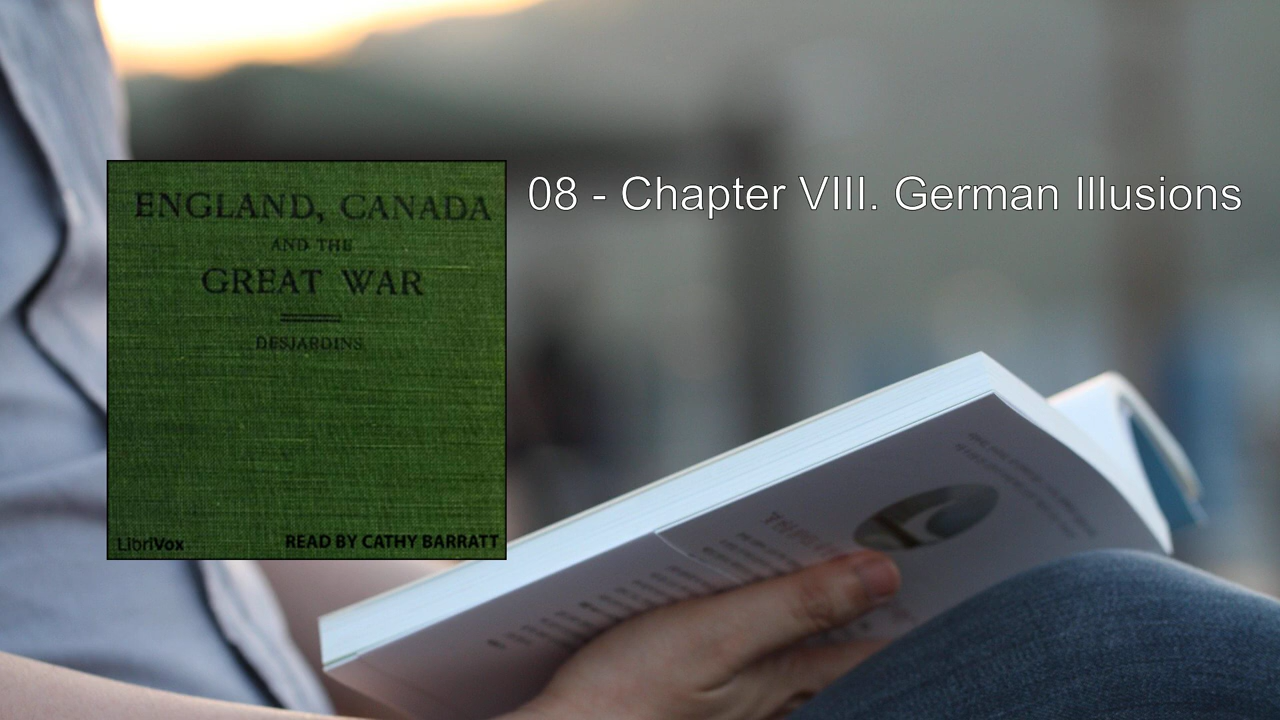 08 - Chapter VIII. German Illusions
ENGLAND, CANADA
AND THE
GREAT WAR
DESJARDINS
LibriVox
READ BY CATHY BARRATT